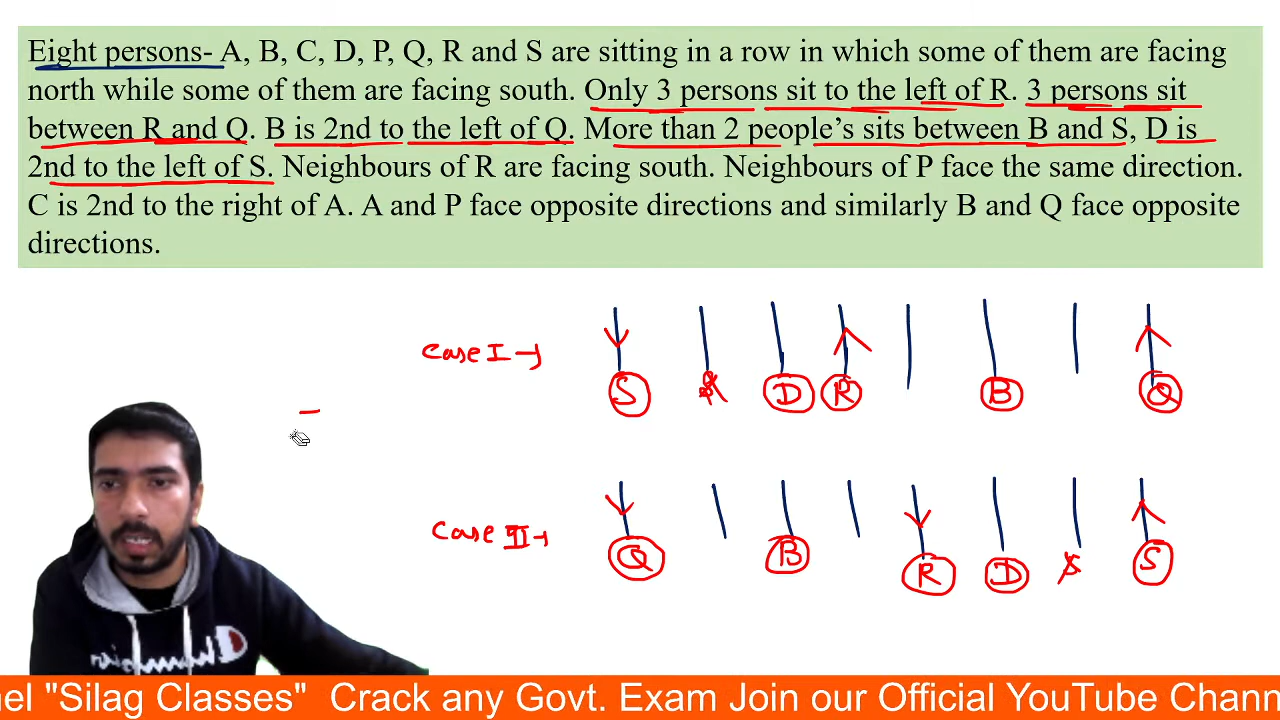 Eight persons- A, B, C, D, P, Q, R and S are sitting in a row in which some of them are facing
north while some of them are facing south. Only 3 persons sit to the left of R. 3 persons sit
between R and Q. B is 2nd to the left of Q. More than 2 people’s sits between B and S, D is
2nd to the left of S. Neighbours of R are facing south. Neighbours of P face the same direction.
C is 2nd to the right of A. A and P face opposite directions and similarly B and Q face opposite
directions.
Case I →
S D R B Q
Case II →
Q B R D S
nel "Silag Classes" Crack any Govt. Exam Join our Official YouTube Chann